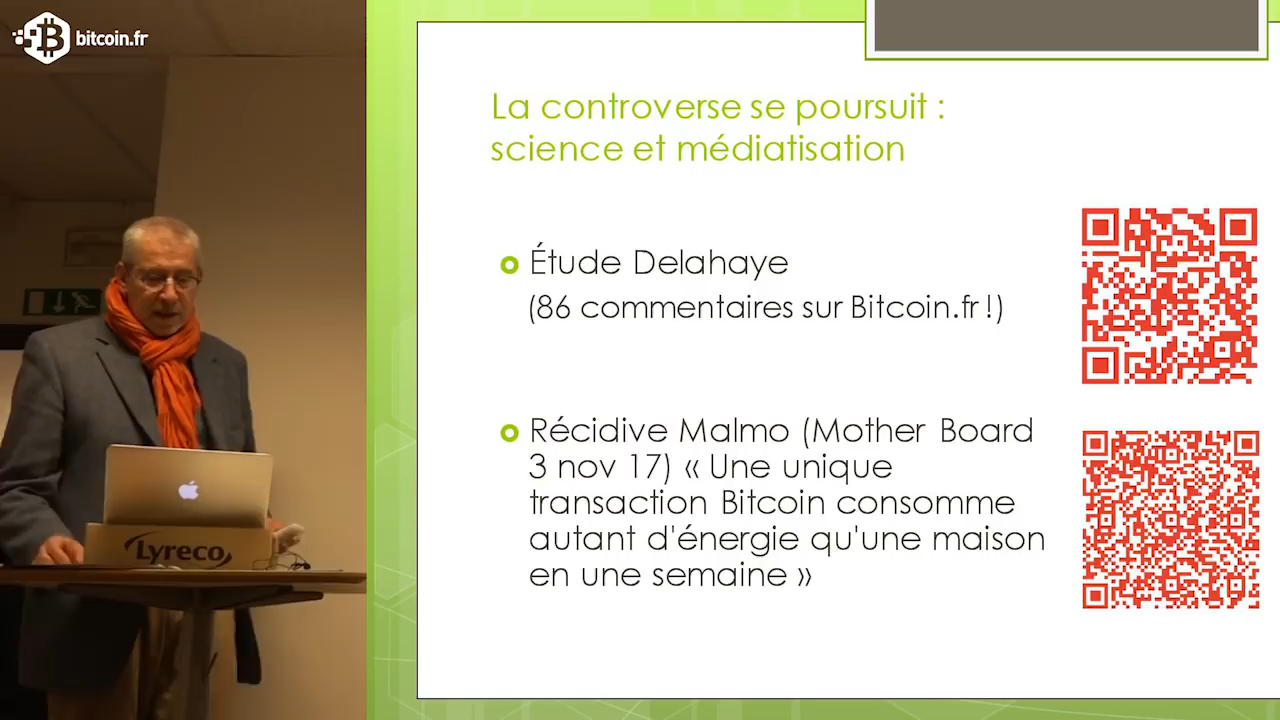 bitcoin.fr
La controverse se poursuit :
science et médiatisation
Étude Delahaye
(86 commentaires sur Bitcoin.fr !)
Récidive Malmo (Mother Board
3 nov 17) « Une unique
transaction Bitcoin consomme
autant d'énergie qu'une maison
en une semaine »
Lyreco